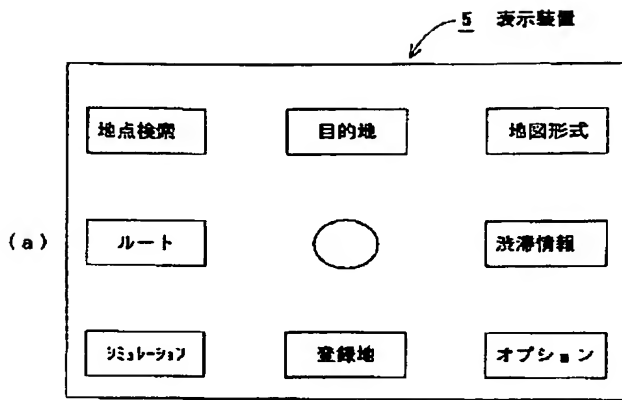 5 表示装置
地点検索 目的地 地図形式
(a) ルート 渋滞情報
シミュレーション 登録地 オプション